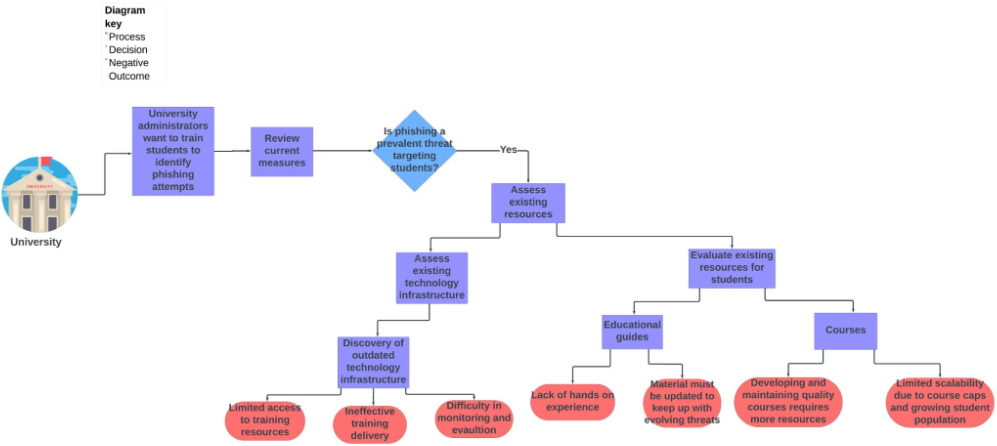 Diagram
key
*Process
*Decision
*Negative
Outcome
University
administrators
want to train
students to
identify
phishing
attempts
Review
current
measures
Is phishing a
prevalent threat
targeting
students?
Yes
UNIVERSITY
University
Assess
existing
resources
Assess
existing
technology
infrastructure
Evaluate existing
resources for
students
Discovery of
outdated
technology
infrastructure
Educational
guides
Courses
Limited access
to training
resources
Ineffective
training
delivery
Difficulty in
monitoring and
evaultion
Lack of hands on
experience
Material must
be updated to
keep up with
evolving threats
Developing and
maintaining quality
courses requires
more resources
Limited scalability
due to course caps
and growing student
population